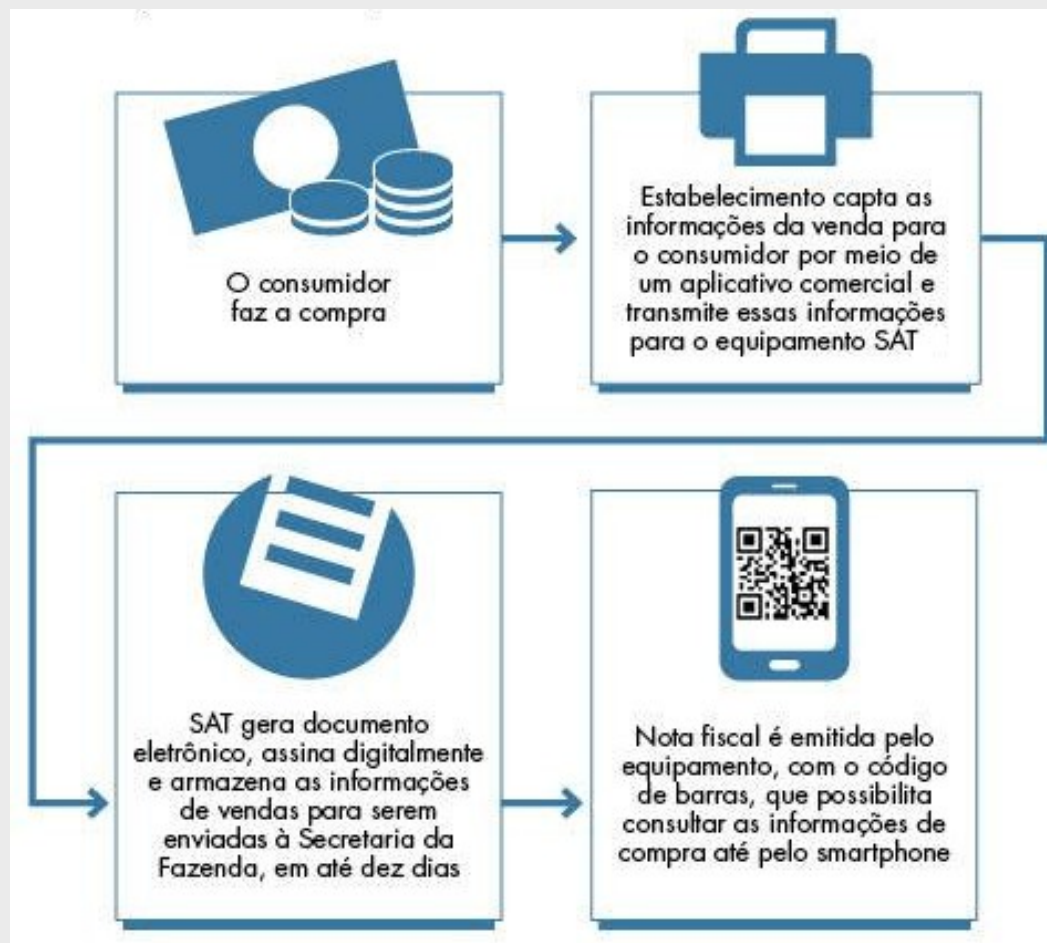 O consumidor
faz a compra
Estabelecimento capta as
informações da venda para
o consumidor por meio de
um aplicativo comercial e
transmite essas informações
para o equipamento SAT
SAT gera documento
eletrônico, assina digitalmente
e armazena as informações
de vendas para serem
enviadas à Secretaria da
Fazenda, em até dez dias
Nota fiscal é emitida pelo
equipamento, com o código
de barras, que possibilita
consultar as informações de
compra até pelo smartphone